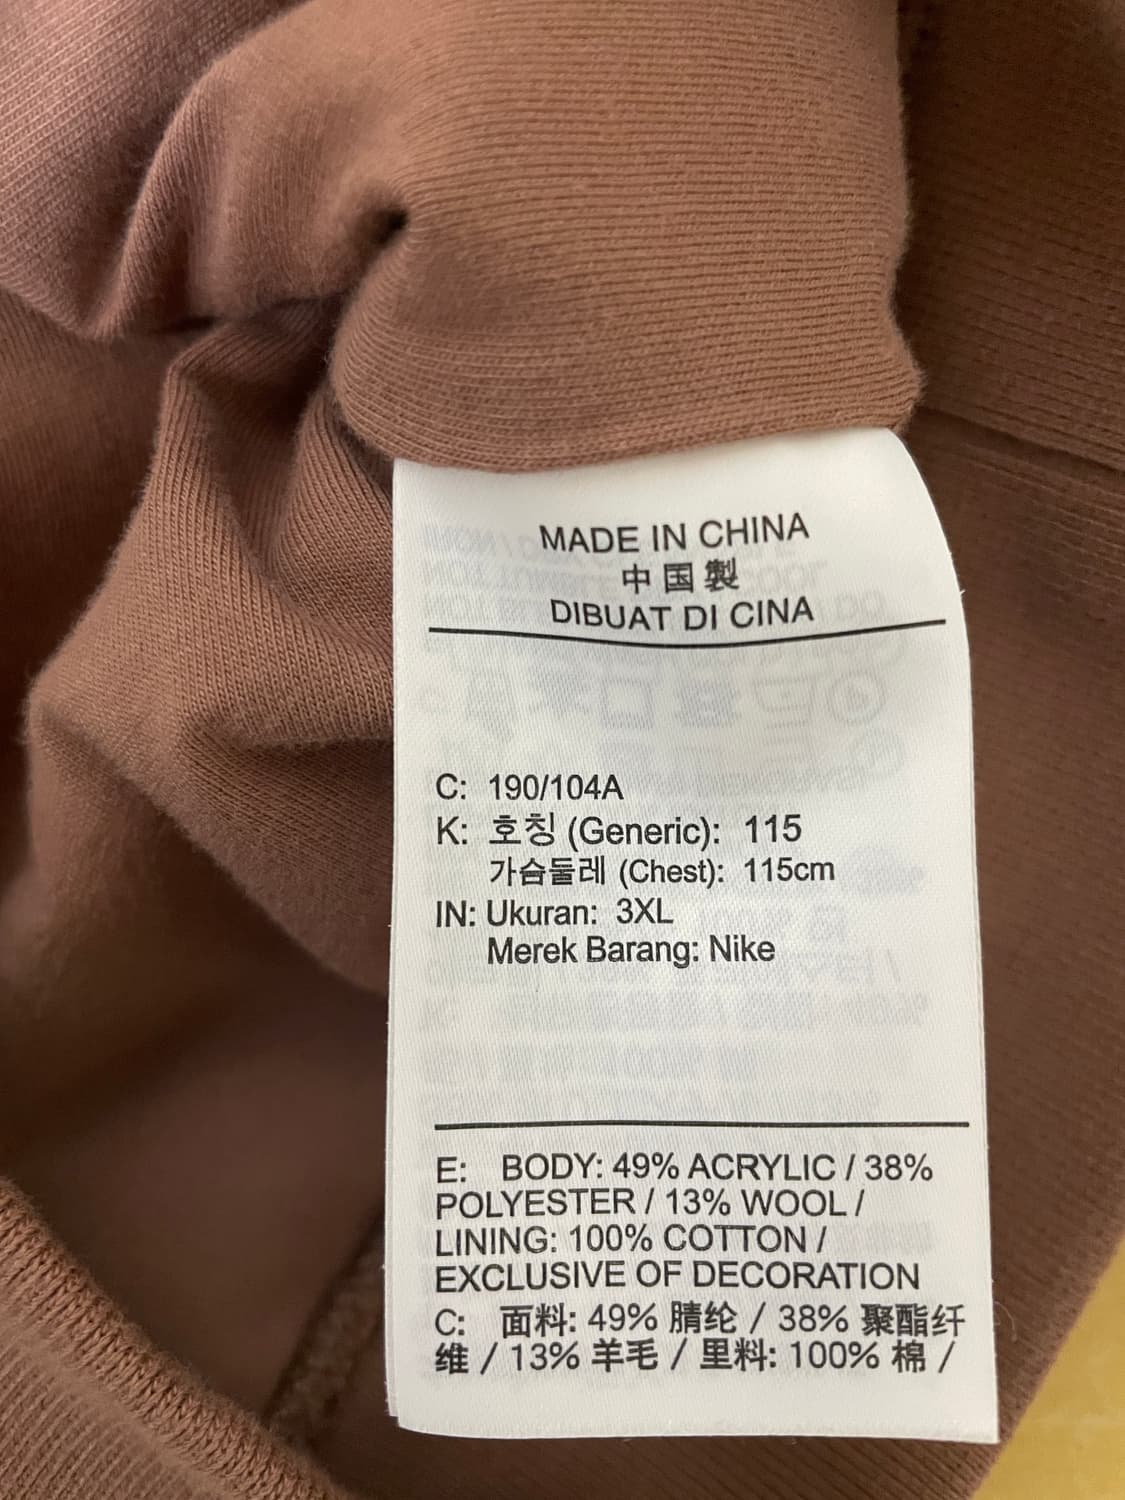 MADE IN CHINA
中国製
DIBUAT DI CINA
C: 190/104A
K: 호칭 (Generic): 115
가슴둘레 (Chest): 115cm
IN: Ukuran: 3XL
Merek Barang: Nike
E: BODY: 49% ACRYLIC / 38%
POLYESTER / 13% WOOL /
LINING: 100% COTTON /
EXCLUSIVE OF DECORATION
C: 面料: 49% 腈纶 / 38% 聚酯纤
维 / 13% 羊毛 / 里料: 100% 棉 /